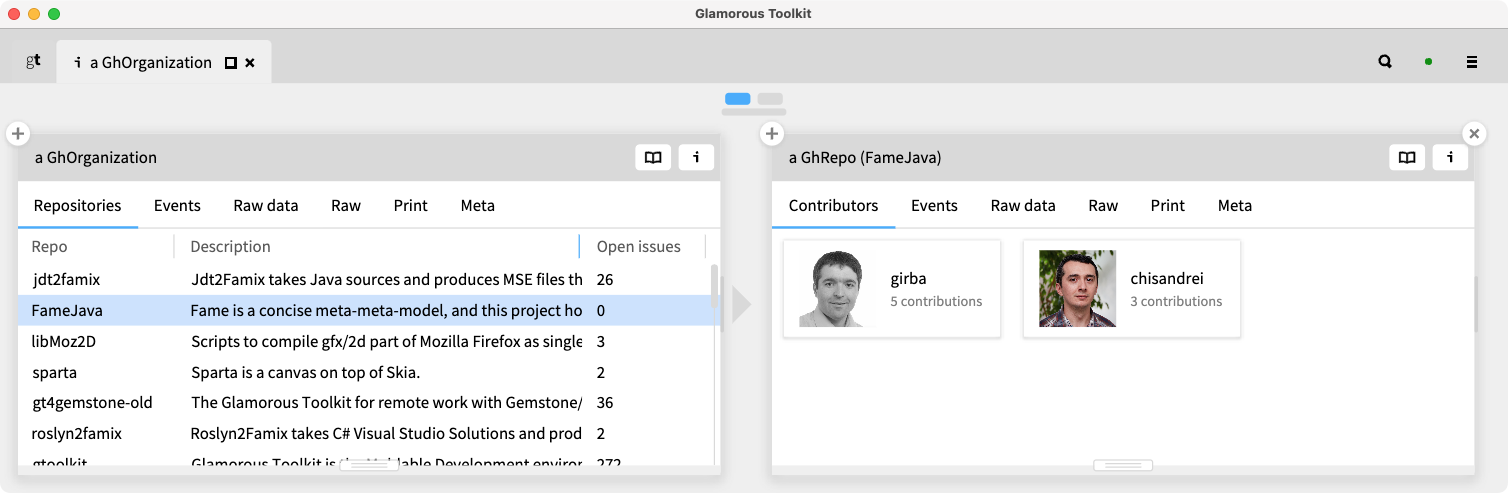 Glamorous Toolkit
gt
i a GhOrganization
a GhOrganization
i
Repositories Events Raw data Raw Print Meta
Repo Description Open issues
jdt2famix Jdt2Famix takes Java sources and produces MSE files th 26
FameJava Fame is a concise meta-meta-model, and this project ho 0
libMoz2D Scripts to compile gfx/2d part of Mozilla Firefox as single 3
sparta Sparta is a canvas on top of Skia. 2
gt4gemstone-old The Glamorous Toolkit for remote work with Gemstone/ 36
roslyn2famix Roslyn2Famix takes C# Visual Studio Solutions and prod 2
gtoolkit Glamorous Toolkit is the Moldable Development environ 272
a GhRepo (FameJava)
i
Contributors Events Raw data Raw Print Meta
girba
5 contributions
chisandrei
3 contributions